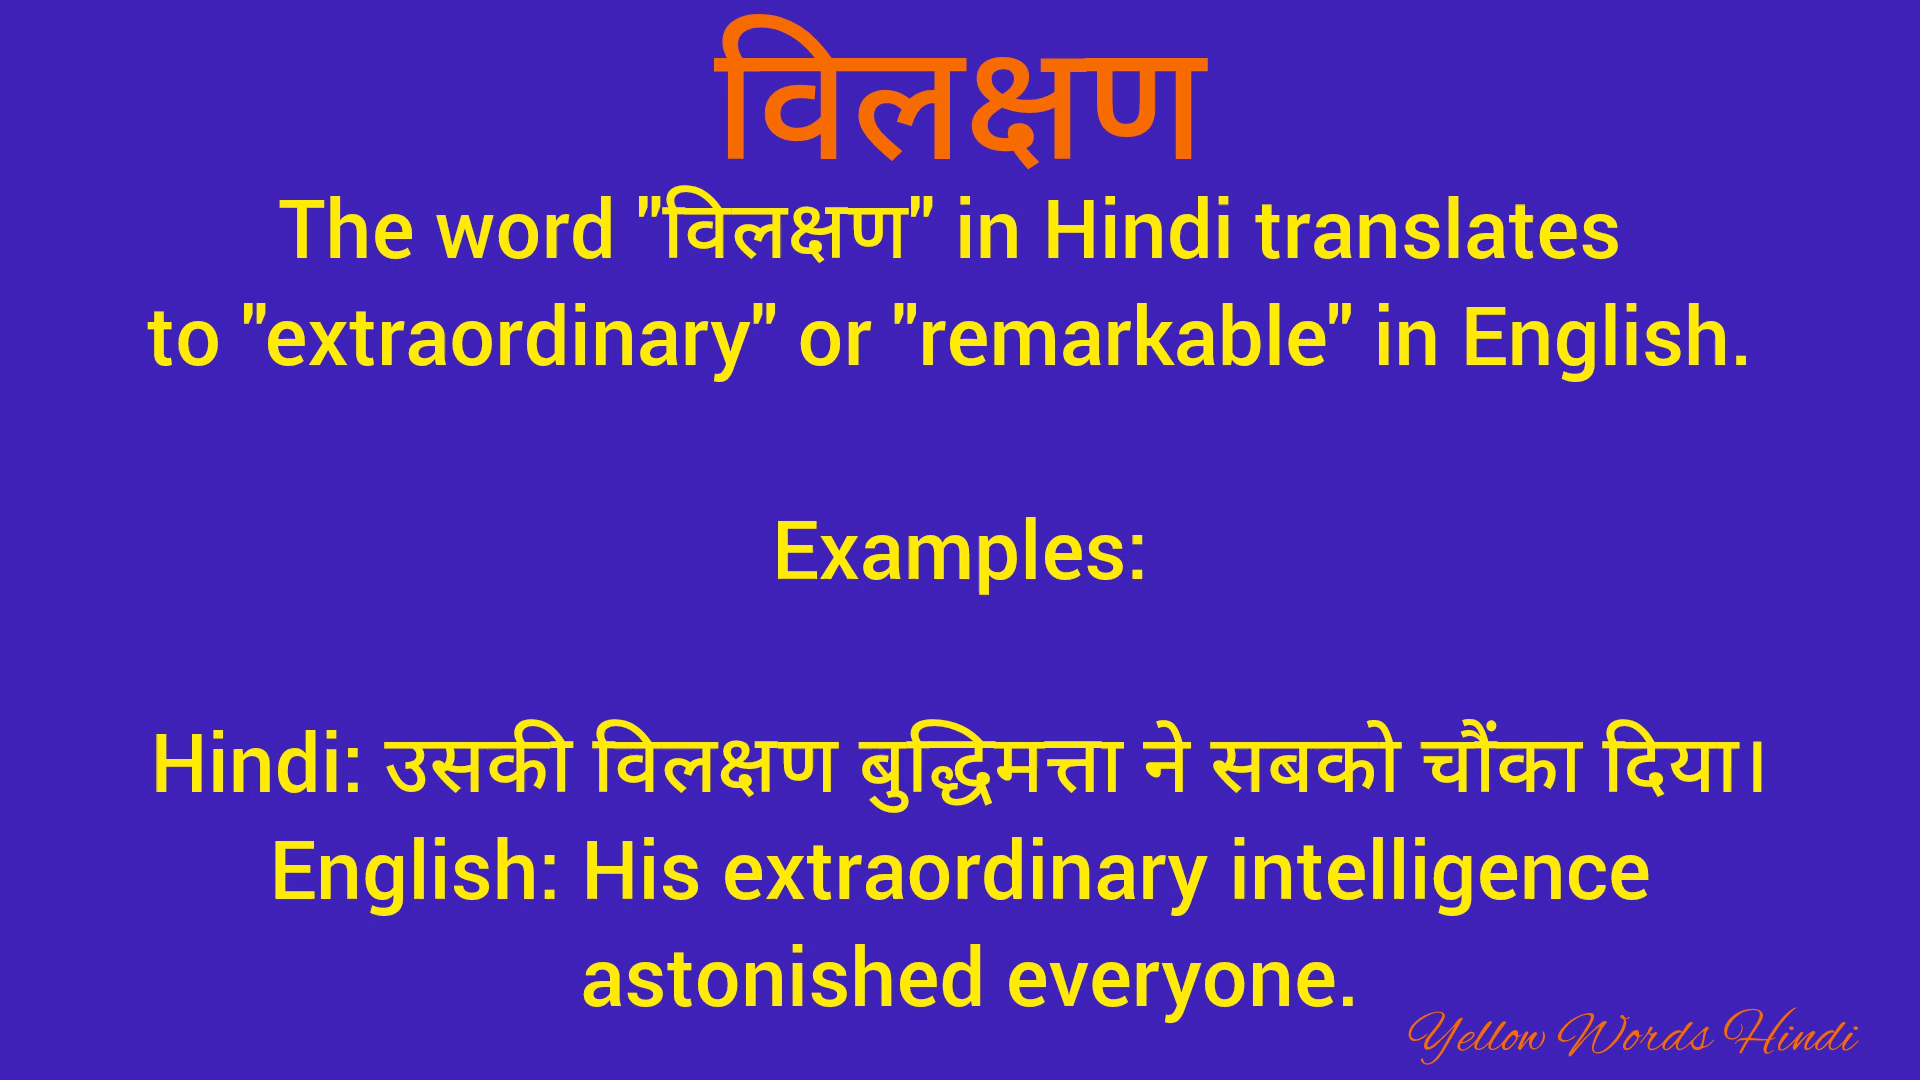 विलक्षण
The word "विलक्षण" in Hindi translates
to "extraordinary" or "remarkable" in English.
Examples:
Hindi: उसकी विलक्षण बुद्धिमत्ता ने सबको चौंका दिया।
English: His extraordinary intelligence
astonished everyone.
Yellow Words Hindi